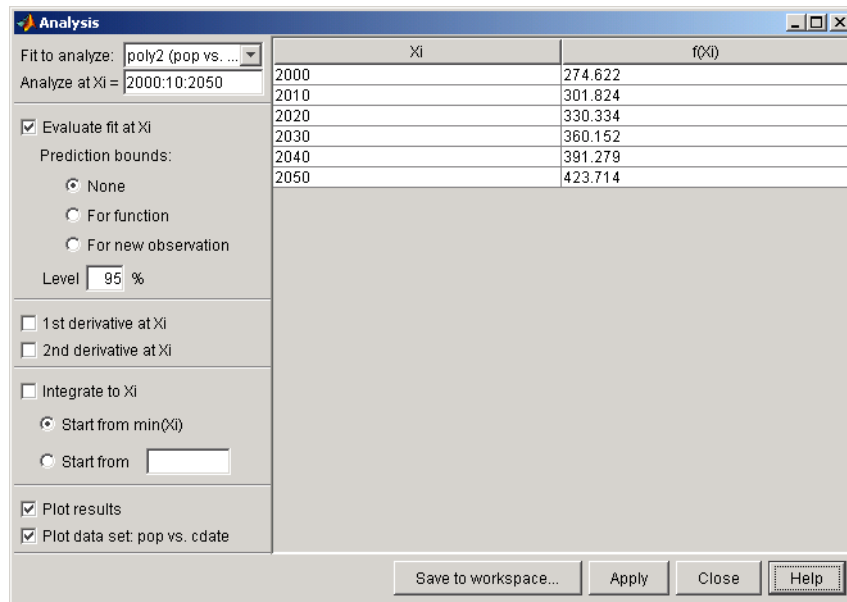 Analysis
Fit to analyze: poly2 (pop vs. ...
Analyze at Xi = 2000:10:2050
Evaluate fit at Xi
Prediction bounds:
None
For function
For new observation
Level 95 %
1st derivative at Xi
2nd derivative at Xi
Integrate to Xi
Start from min(Xi)
Start from
Plot results
Plot data set: pop vs. cdate
Xi f(Xi)
2000 274.622
2010 301.824
2020 330.334
2030 360.152
2040 391.279
2050 423.714
Save to workspace... Apply Close Help